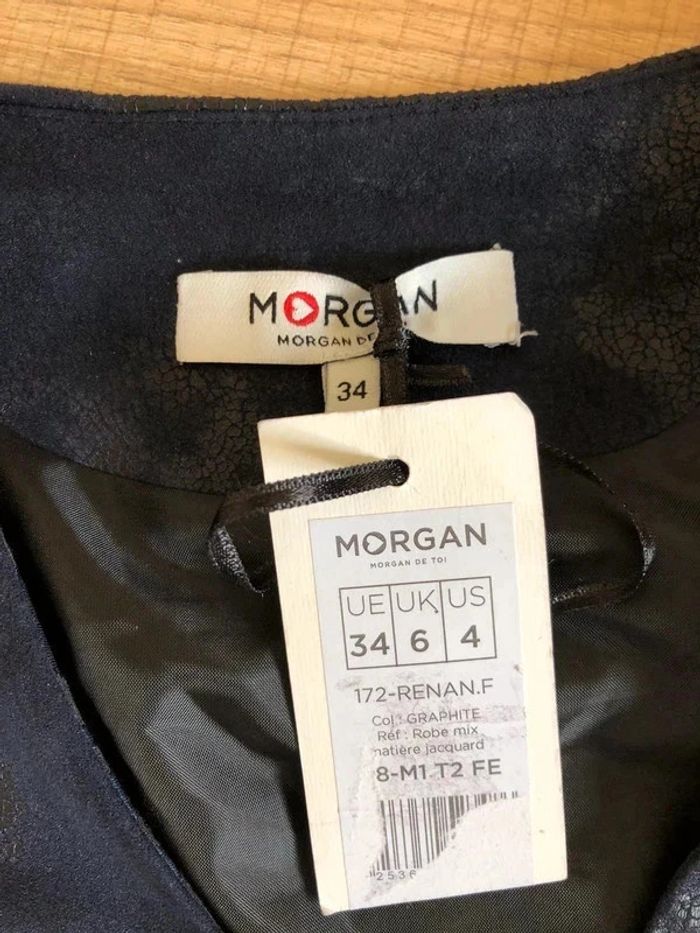 MORGAN
MORGAN DE
34
MORGAN
MORGAN DE TOI
UE UK US
34 6 4
172-RENAN.F
Col : GRAPHITE
Réf : Robe mix
matière jacquard
8-M1 T2 FE
2536